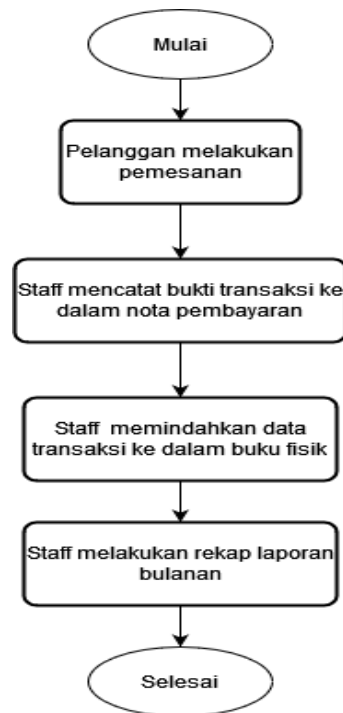 Mulai
Pelanggan melakukan
pemesanan
Staff mencatat bukti transaksi ke
dalam nota pembayaran
Staff memindahkan data
transaksi ke dalam buku fisik
Staff melakukan rekap laporan
bulanan
Selesai